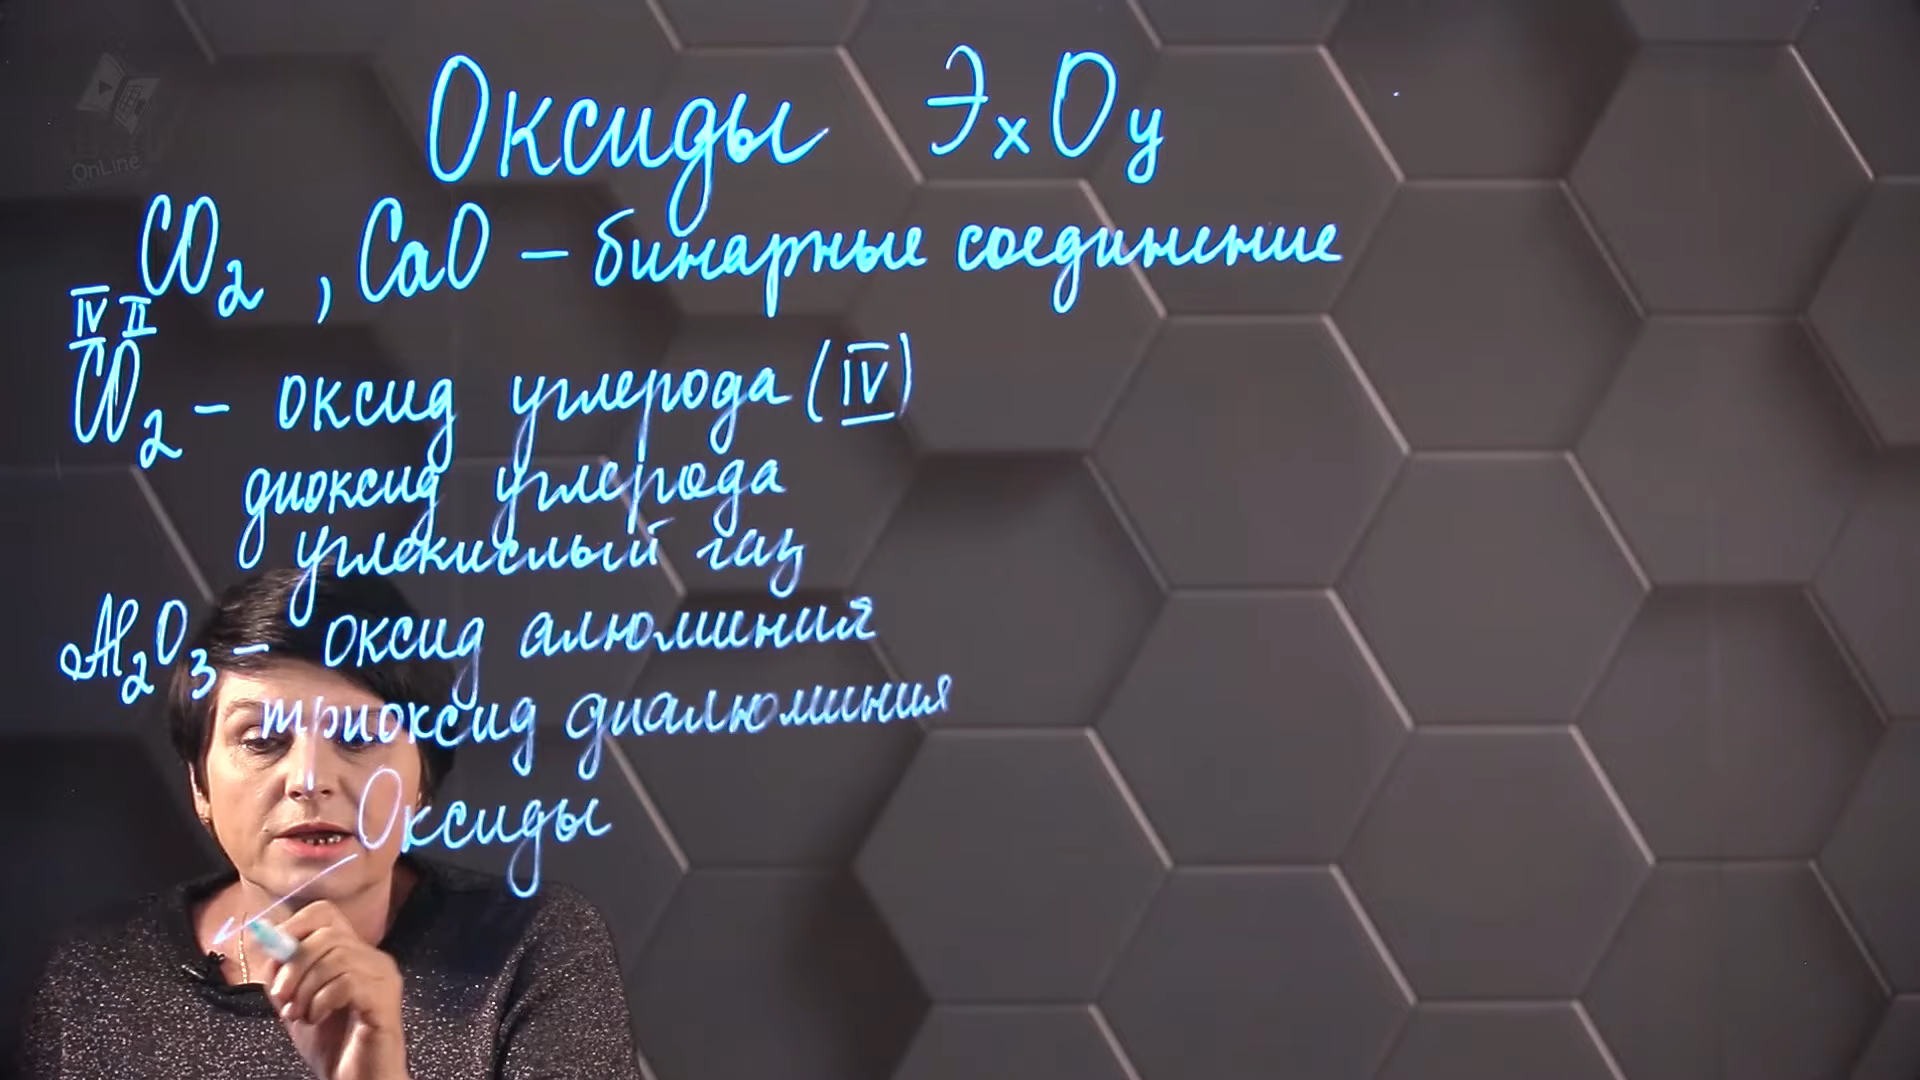 OnLine
Оксиды ЭxOy
CO2, CaO – бинарные соединение
IV II
CO2 – оксид углерода (IV)
диоксид углерода
углекислый газ
Al2O3 – оксид алюминия
триоксид диалюминия
Оксиды